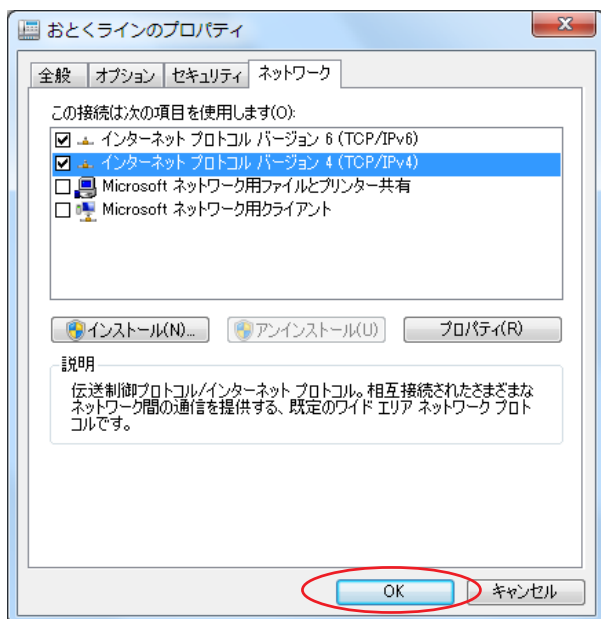 おとくラインのプロパティ
全般 オプション セキュリティ ネットワーク
この接続は次の項目を使用します(O):
インターネット プロトコル バージョン 6 (TCP/IPv6)
インターネット プロトコル バージョン 4 (TCP/IPv4)
Microsoft ネットワーク用ファイルとプリンター共有
Microsoft ネットワーク用クライアント
インストール(N)... アンインストール(U) プロパティ(R)
説明
伝送制御プロトコル/インターネット プロトコル。相互接続されたさまざまな
ネットワーク間の通信を提供する、既定のワイド エリア ネットワーク プロト
コルです。
OK キャンセル